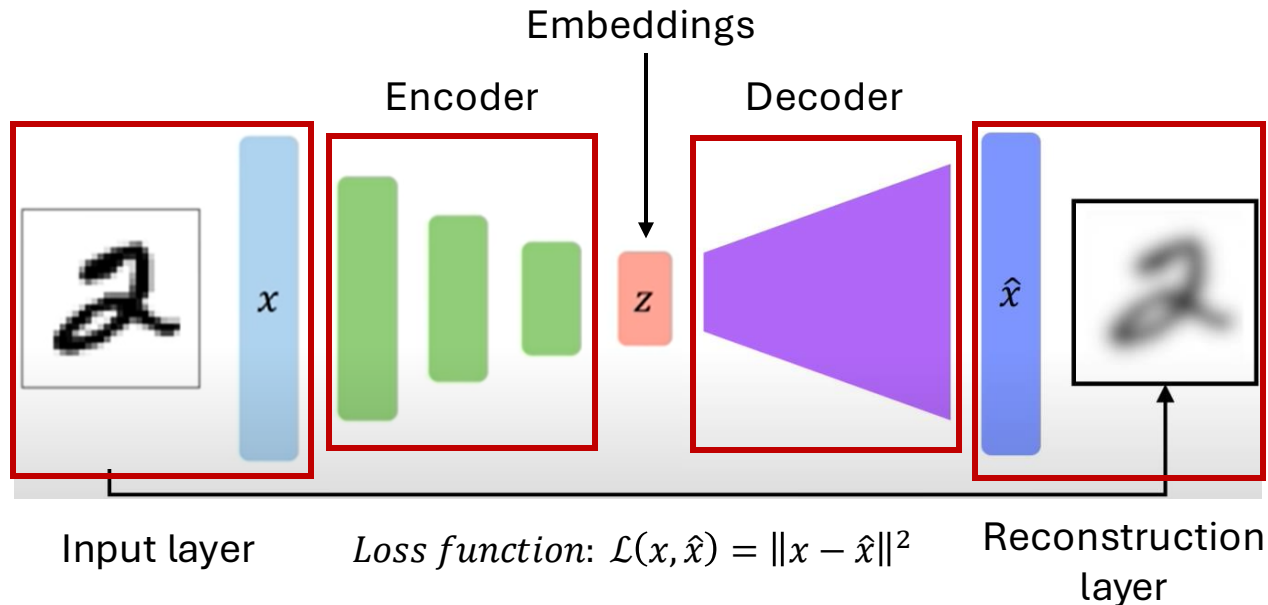 Embeddings
Encoder
Decoder
x
z
x̂
Input layer
Loss function: ℒ(x, x̂) = ‖x − x̂‖²
Reconstruction
layer